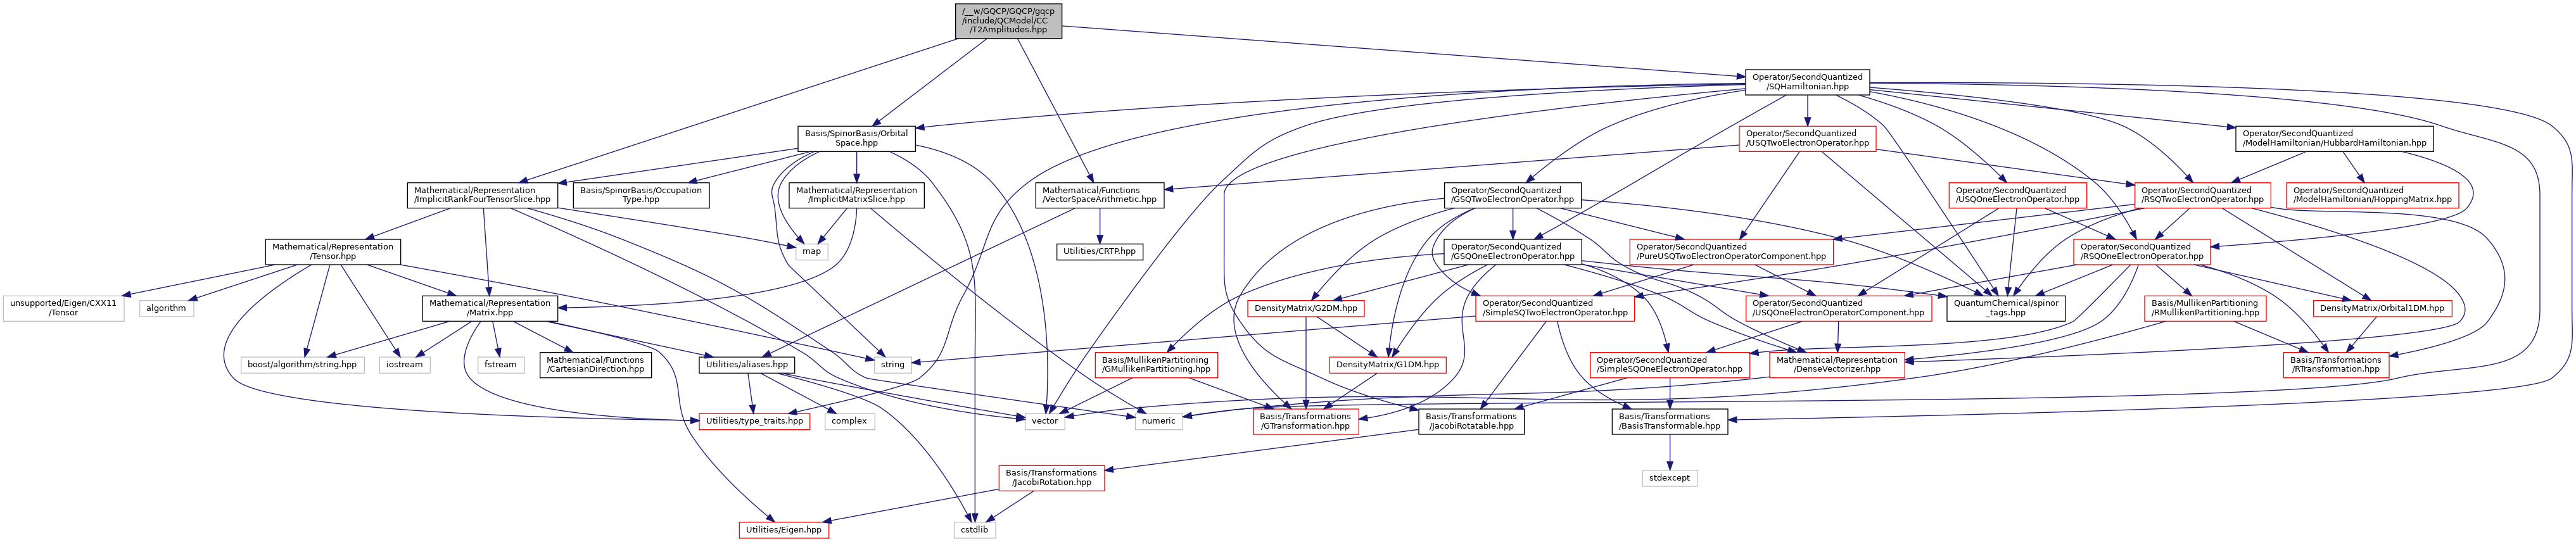 /__w/GQCP/GQCP/gqcp
/include/QCModel/CC
/T2Amplitudes.hpp
Operator/SecondQuantized
/SQHamiltonian.hpp
Basis/SpinorBasis/Orbital
Space.hpp
Operator/SecondQuantized
/USQTwoElectronOperator.hpp
Operator/SecondQuantized
/ModelHamiltonian/HubbardHamiltonian.hpp
Mathematical/Representation
/ImplicitRankFourTensorSlice.hpp
Basis/SpinorBasis/Occupation
Type.hpp
Mathematical/Representation
/ImplicitMatrixSlice.hpp
Mathematical/Functions
/VectorSpaceArithmetic.hpp
Operator/SecondQuantized
/GSQTwoElectronOperator.hpp
Operator/SecondQuantized
/USQOneElectronOperator.hpp
Operator/SecondQuantized
/RSQTwoElectronOperator.hpp
Operator/SecondQuantized
/ModelHamiltonian/HoppingMatrix.hpp
Mathematical/Representation
/Tensor.hpp
map
Utilities/CRTP.hpp
Operator/SecondQuantized
/GSQOneElectronOperator.hpp
Operator/SecondQuantized
/PureUSQTwoElectronOperatorComponent.hpp
Operator/SecondQuantized
/RSQOneElectronOperator.hpp
unsupported/Eigen/CXX11
/Tensor
algorithm
Mathematical/Representation
/Matrix.hpp
DensityMatrix/G2DM.hpp
Operator/SecondQuantized
/SimpleSQTwoElectronOperator.hpp
Operator/SecondQuantized
/USQOneElectronOperatorComponent.hpp
QuantumChemical/spinor
_tags.hpp
Basis/MullikenPartitioning
/RMullikenPartitioning.hpp
DensityMatrix/Orbital1DM.hpp
boost/algorithm/string.hpp
iostream
fstream
Mathematical/Functions
/CartesianDirection.hpp
Utilities/aliases.hpp
string
Basis/MullikenPartitioning
/GMullikenPartitioning.hpp
DensityMatrix/G1DM.hpp
Operator/SecondQuantized
/SimpleSQOneElectronOperator.hpp
Mathematical/Representation
/DenseVectorizer.hpp
Basis/Transformations
/RTransformation.hpp
Utilities/type_traits.hpp
complex
vector
numeric
Basis/Transformations
/GTransformation.hpp
Basis/Transformations
/JacobiRotatable.hpp
Basis/Transformations
/BasisTransformable.hpp
Basis/Transformations
/JacobiRotation.hpp
stdexcept
Utilities/Eigen.hpp
cstdlib